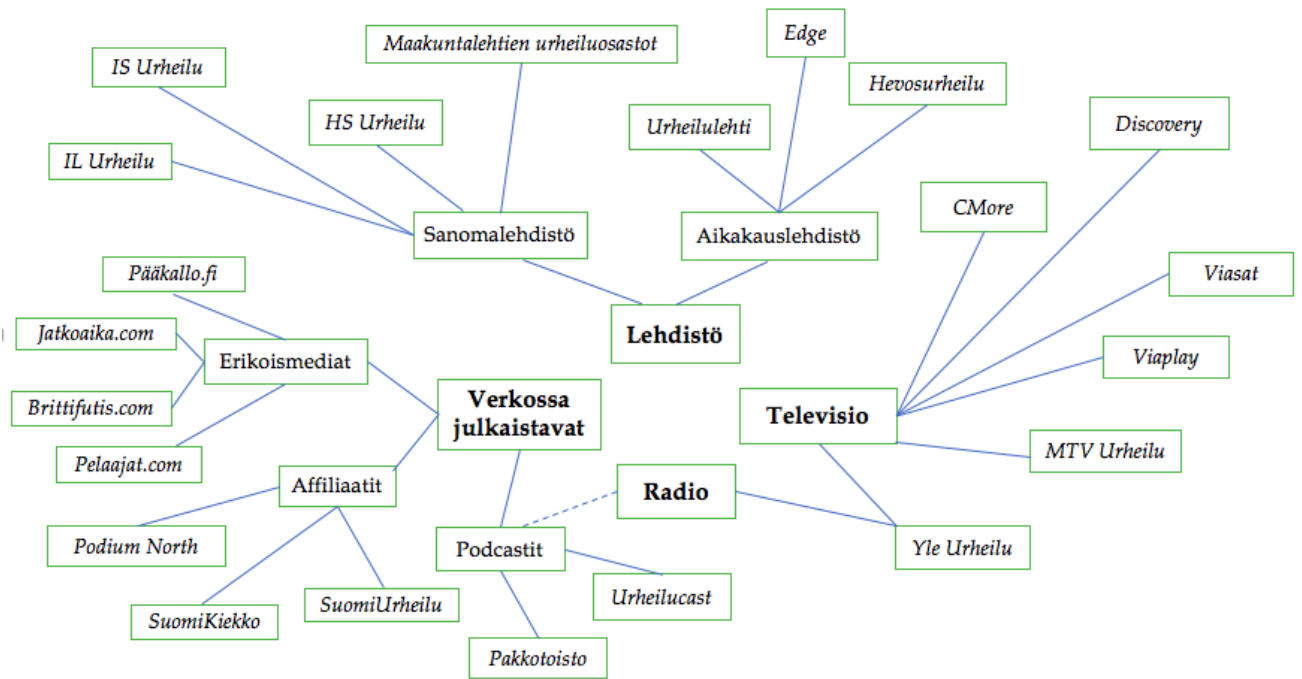 Edge
Maakuntalehtien urheiluosastot
IS Urheilu
Hevosurheilu
HS Urheilu
Urheilulehti
Discovery
IL Urheilu
CMore
Sanomalehdistö
Aikakauslehdistö
Pääkallo.fi
Viasat
Jatkoaika.com
Lehdistö
Erikoismediat
Viaplay
Brittifutis.com
Verkossa
julkaistavat
Televisio
Pelaajat.com
MTV Urheilu
Affiliaatit
Radio
Podium North
Podcastit
Yle Urheilu
SuomiKiekko
SuomiUrheilu
Urheilucast
Pakkotoisto